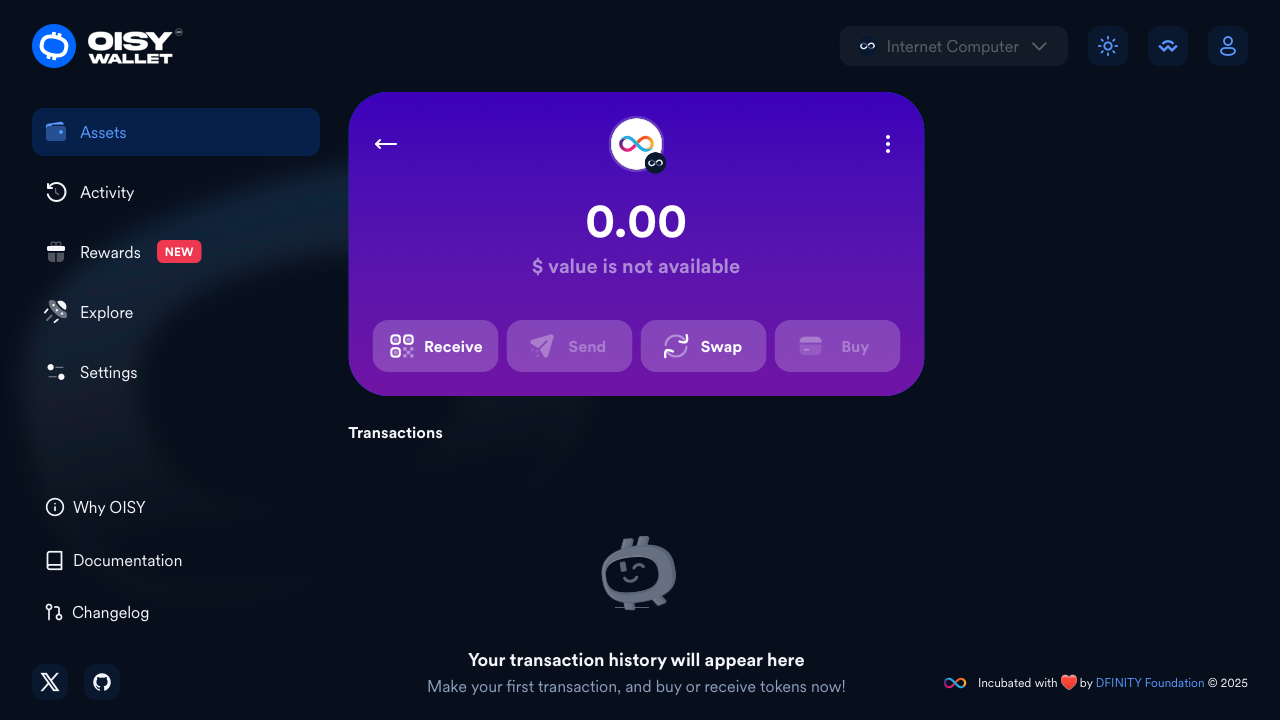 OISY
WALLET
Internet Computer
Assets
Activity
Rewards NEW
Explore
Settings
Why OISY
Documentation
Changelog
0.00
$ value is not available
Receive
Send
Swap
Buy
Transactions
Your transaction history will appear here
Make your first transaction, and buy or receive tokens now!
Incubated with ❤️ by DFINITY Foundation © 2025